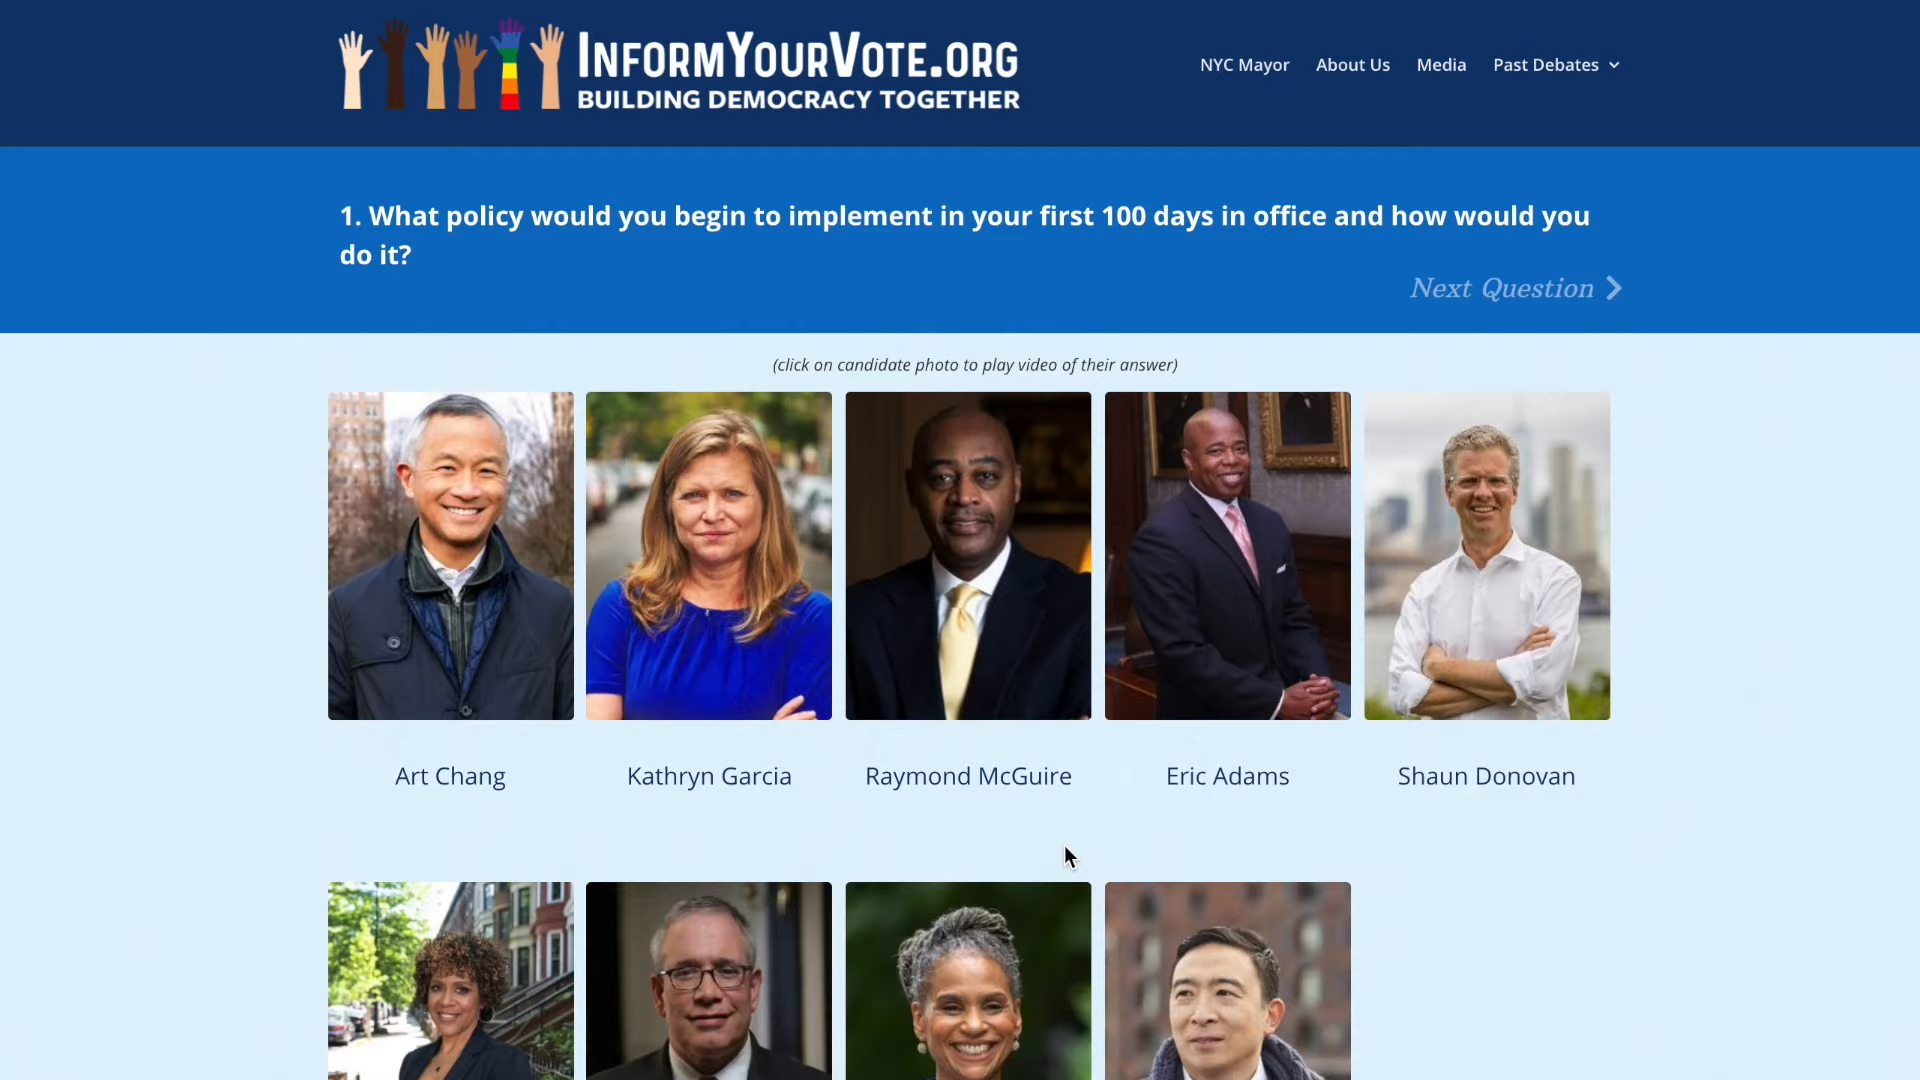 INFORMYOURVOTE.ORG
BUILDING DEMOCRACY TOGETHER
NYC Mayor About Us Media Past Debates
1. What policy would you begin to implement in your first 100 days in office and how would you
do it?
Next Question
(click on candidate photo to play video of their answer)
Art Chang Kathryn Garcia Raymond McGuire Eric Adams Shaun Donovan